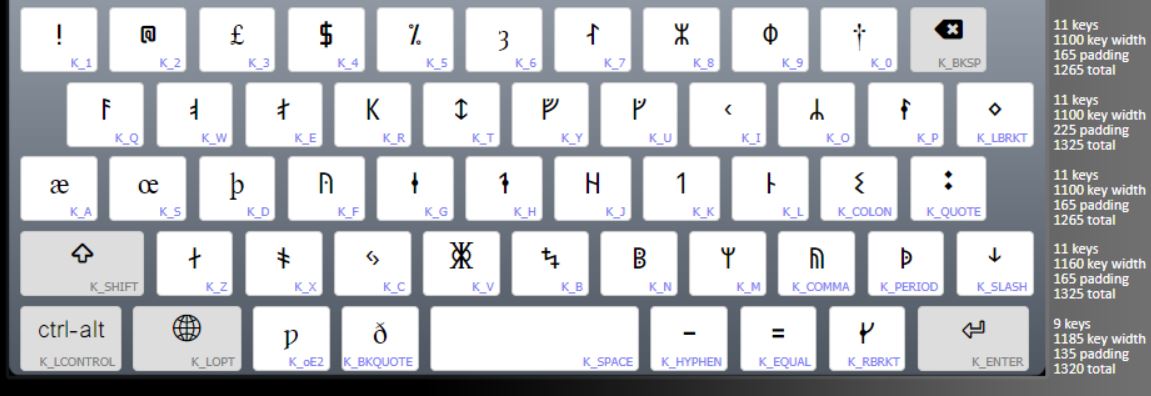 ! £ $ ⁒ ȝ ᛰ †
K_1 K_2 K_3 K_4 K_5 K_6 K_7 K_8 K_9 K_0 K_BKSP
11 keys
1100 key width
165 padding
1265 total
ᚠ ᚴ ᚲ ᛦ ᛜ
K_Q K_W K_E K_R K_T K_Y K_U K_I K_O K_P K_LBRKT
11 keys
1100 key width
225 padding
1325 total
æ œ þ ᚺ ᛐ ᚽ
K_A K_S K_D K_F K_G K_H K_J K_K K_L K_COLON K_QUOTE
11 keys
1100 key width
165 padding
1265 total
ᚾ ᛃ ᛒ ᛘ ᚦ
K_SHIFT K_Z K_X K_C K_V K_B K_N K_M K_COMMA K_PERIOD K_SLASH
11 keys
1160 key width
165 padding
1325 total
ctrl-alt ƿ ð - =
K_LCONTROL K_LOPT K_oE2 K_BKQUOTE K_SPACE K_HYPHEN K_EQUAL K_RBRKT K_ENTER
9 keys
1185 key width
135 padding
1320 total